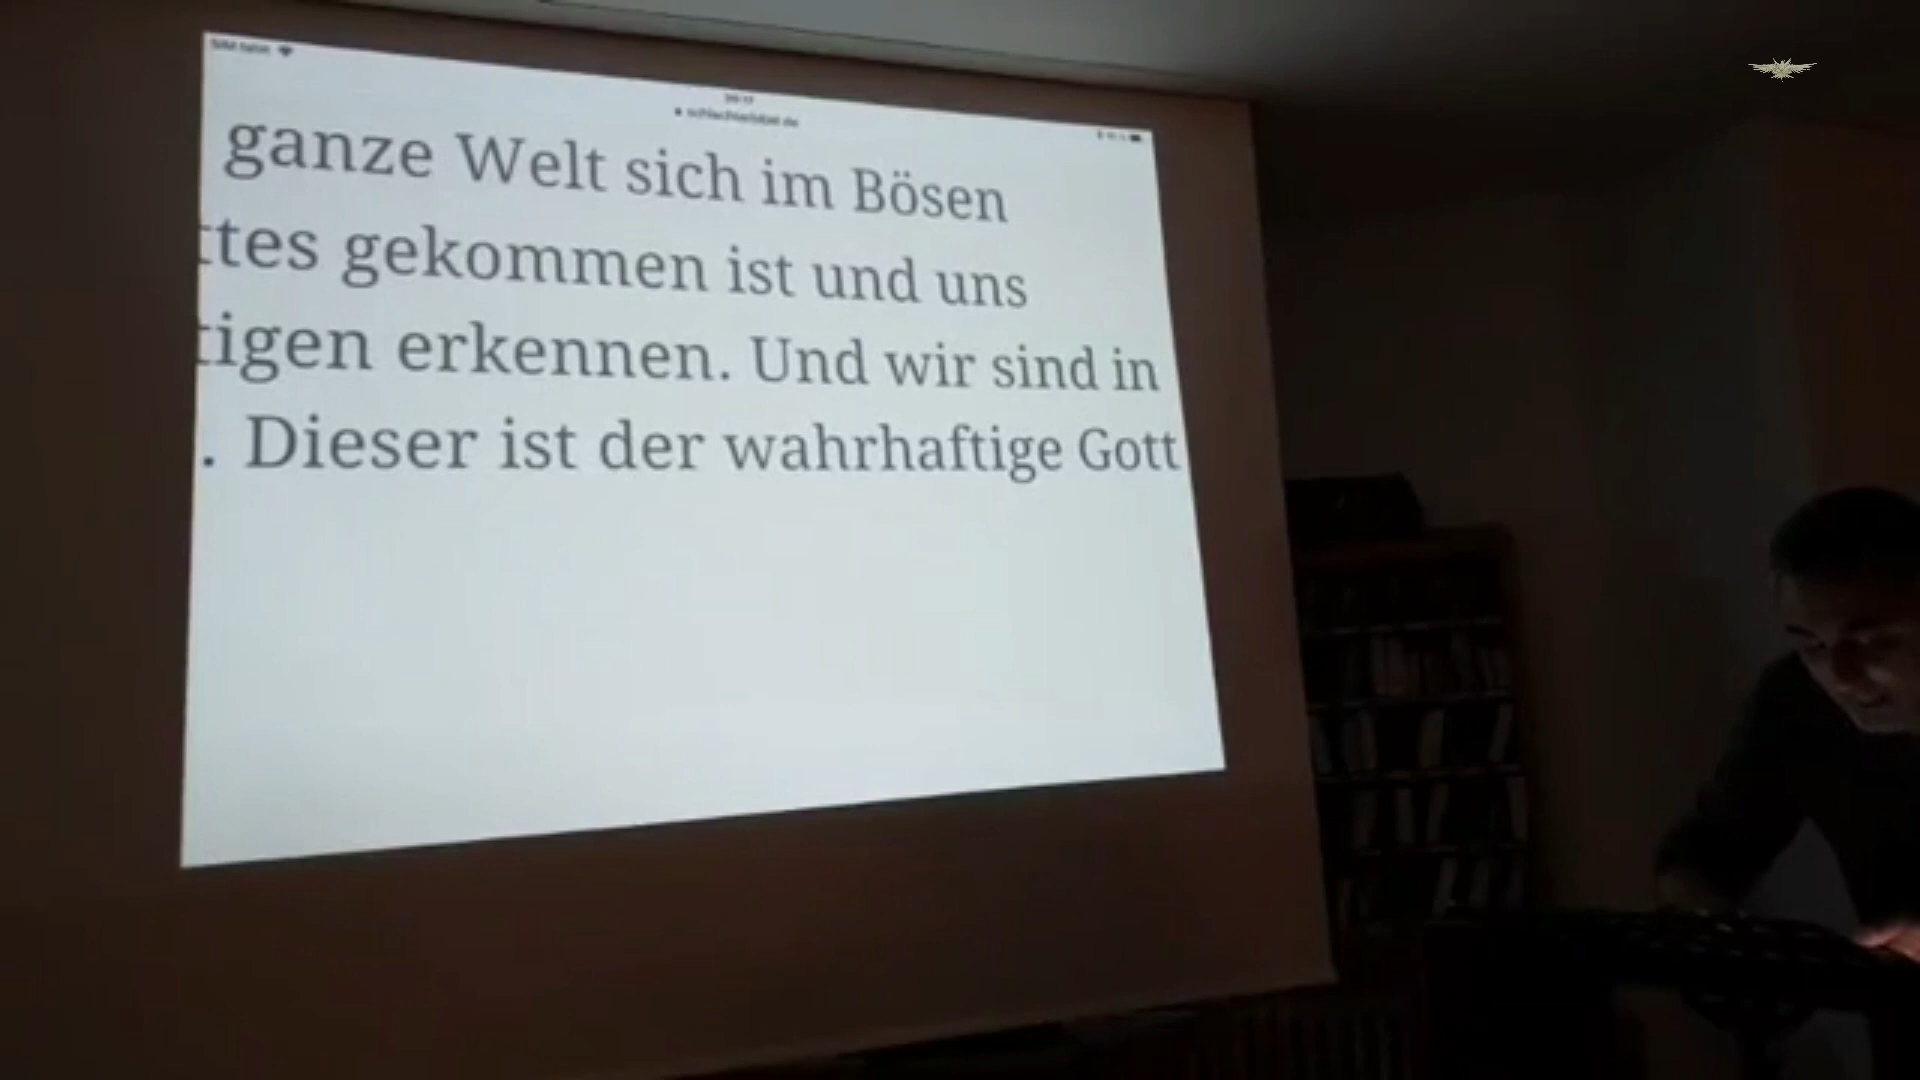 ganze Welt sich im Bösen
ttes gekommen ist und uns
tigen erkennen. Und wir sind in
. Dieser ist der wahrhaftige Gott